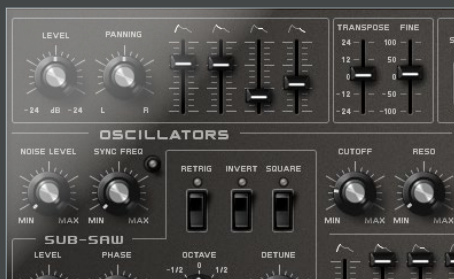 LEVEL PANNING TRANSPOSE FINE
24 100
12 50
0 0
-12 -50
-24 -100
-24 dB -24 L R
OSCILLATORS
NOISE LEVEL SYNC FREQ
RETRIG INVERT SQUARE
CUTOFF RESO
MIN MAX MIN MAX MIN MAX MIN MAX
SUB-SAW
LEVEL PHASE OCTAVE DETUNE
-1/2 0 1/2